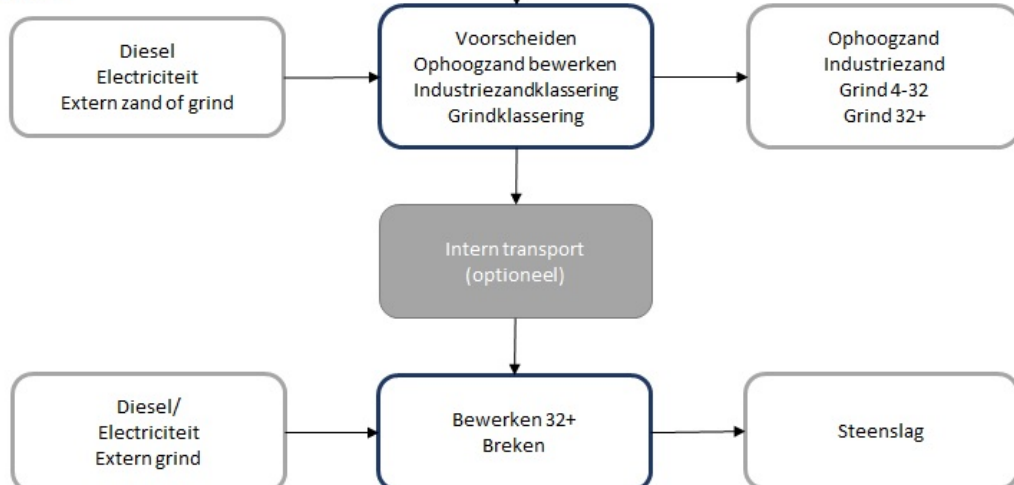 Diesel
Electriciteit
Extern zand of grind
Voorscheiden
Ophoogzand bewerken
Industriezandklassering
Grindklassering
Ophoogzand
Industriezand
Grind 4-32
Grind 32+
Intern transport
(optioneel)
Diesel/
Electriciteit
Extern grind
Bewerken 32+
Breken
Steenslag